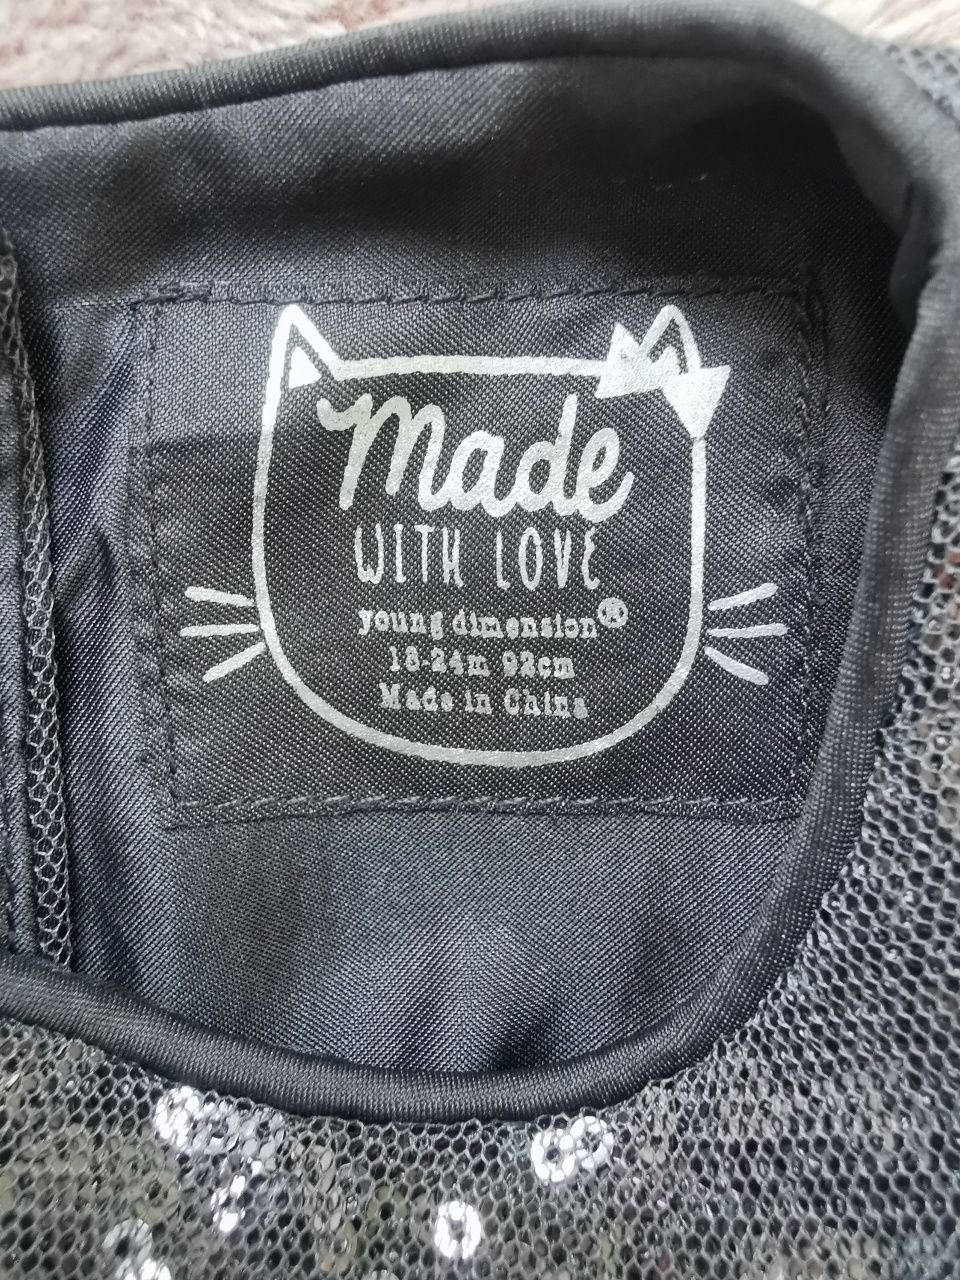 Made
WITH LOVE
young dimension®
18-24m 92cm
Made in China